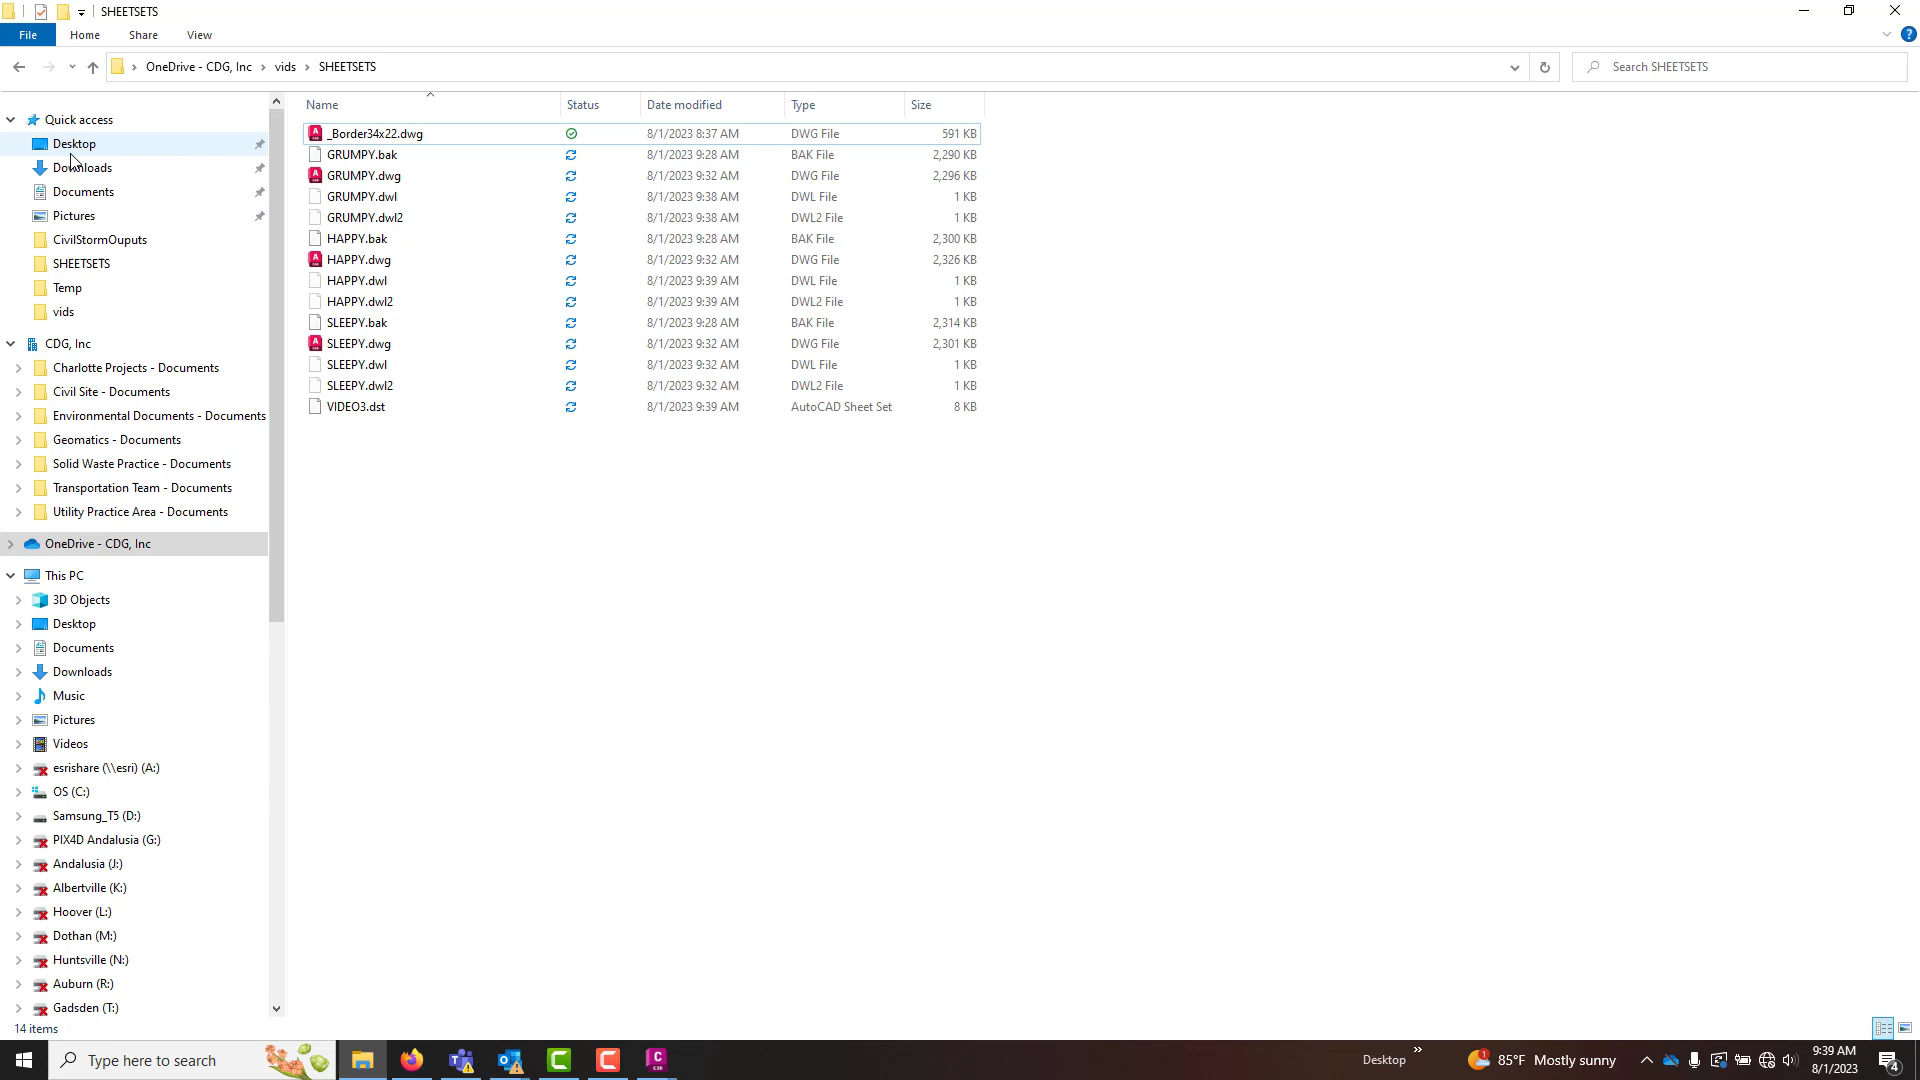 SHEETSETS
File Home Share View
OneDrive - CDG, Inc vids SHEETSETS
Search SHEETSETS
Name Status Date modified Type Size
_Border34x22.dwg 8/1/2023 8:37 AM DWG File 591 KB
GRUMPY.bak 8/1/2023 9:28 AM BAK File 2,290 KB
GRUMPY.dwg 8/1/2023 9:32 AM DWG File 2,296 KB
GRUMPY.dwl 8/1/2023 9:38 AM DWL File 1 KB
GRUMPY.dwl2 8/1/2023 9:38 AM DWL2 File 1 KB
HAPPY.bak 8/1/2023 9:28 AM BAK File 2,300 KB
HAPPY.dwg 8/1/2023 9:32 AM DWG File 2,326 KB
HAPPY.dwl 8/1/2023 9:39 AM DWL File 1 KB
HAPPY.dwl2 8/1/2023 9:39 AM DWL2 File 1 KB
SLEEPY.bak 8/1/2023 9:28 AM BAK File 2,314 KB
SLEEPY.dwg 8/1/2023 9:32 AM DWG File 2,301 KB
SLEEPY.dwl 8/1/2023 9:32 AM DWL File 1 KB
SLEEPY.dwl2 8/1/2023 9:32 AM DWL2 File 1 KB
VIDEO3.dst 8/1/2023 9:39 AM AutoCAD Sheet Set 8 KB
Quick access
Desktop
Downloads
Documents
Pictures
CivilStormOuputs
SHEETSETS
Temp
vids
CDG, Inc
Charlotte Projects - Documents
Civil Site - Documents
Environmental Documents - Documents
Geomatics - Documents
Solid Waste Practice - Documents
Transportation Team - Documents
Utility Practice Area - Documents
OneDrive - CDG, Inc
This PC
3D Objects
Desktop
Documents
Downloads
Music
Pictures
Videos
esrishare (\\esri) (A:)
OS (C:)
Samsung_T5 (D:)
PIX4D Andalusia (G:)
Andalusia (J:)
Albertville (K:)
Hoover (L:)
Dothan (M:)
Huntsville (N:)
Auburn (R:)
Gadsden (T:)
14 items
Type here to search
Desktop
85°F Mostly sunny
9:39 AM
8/1/2023
4